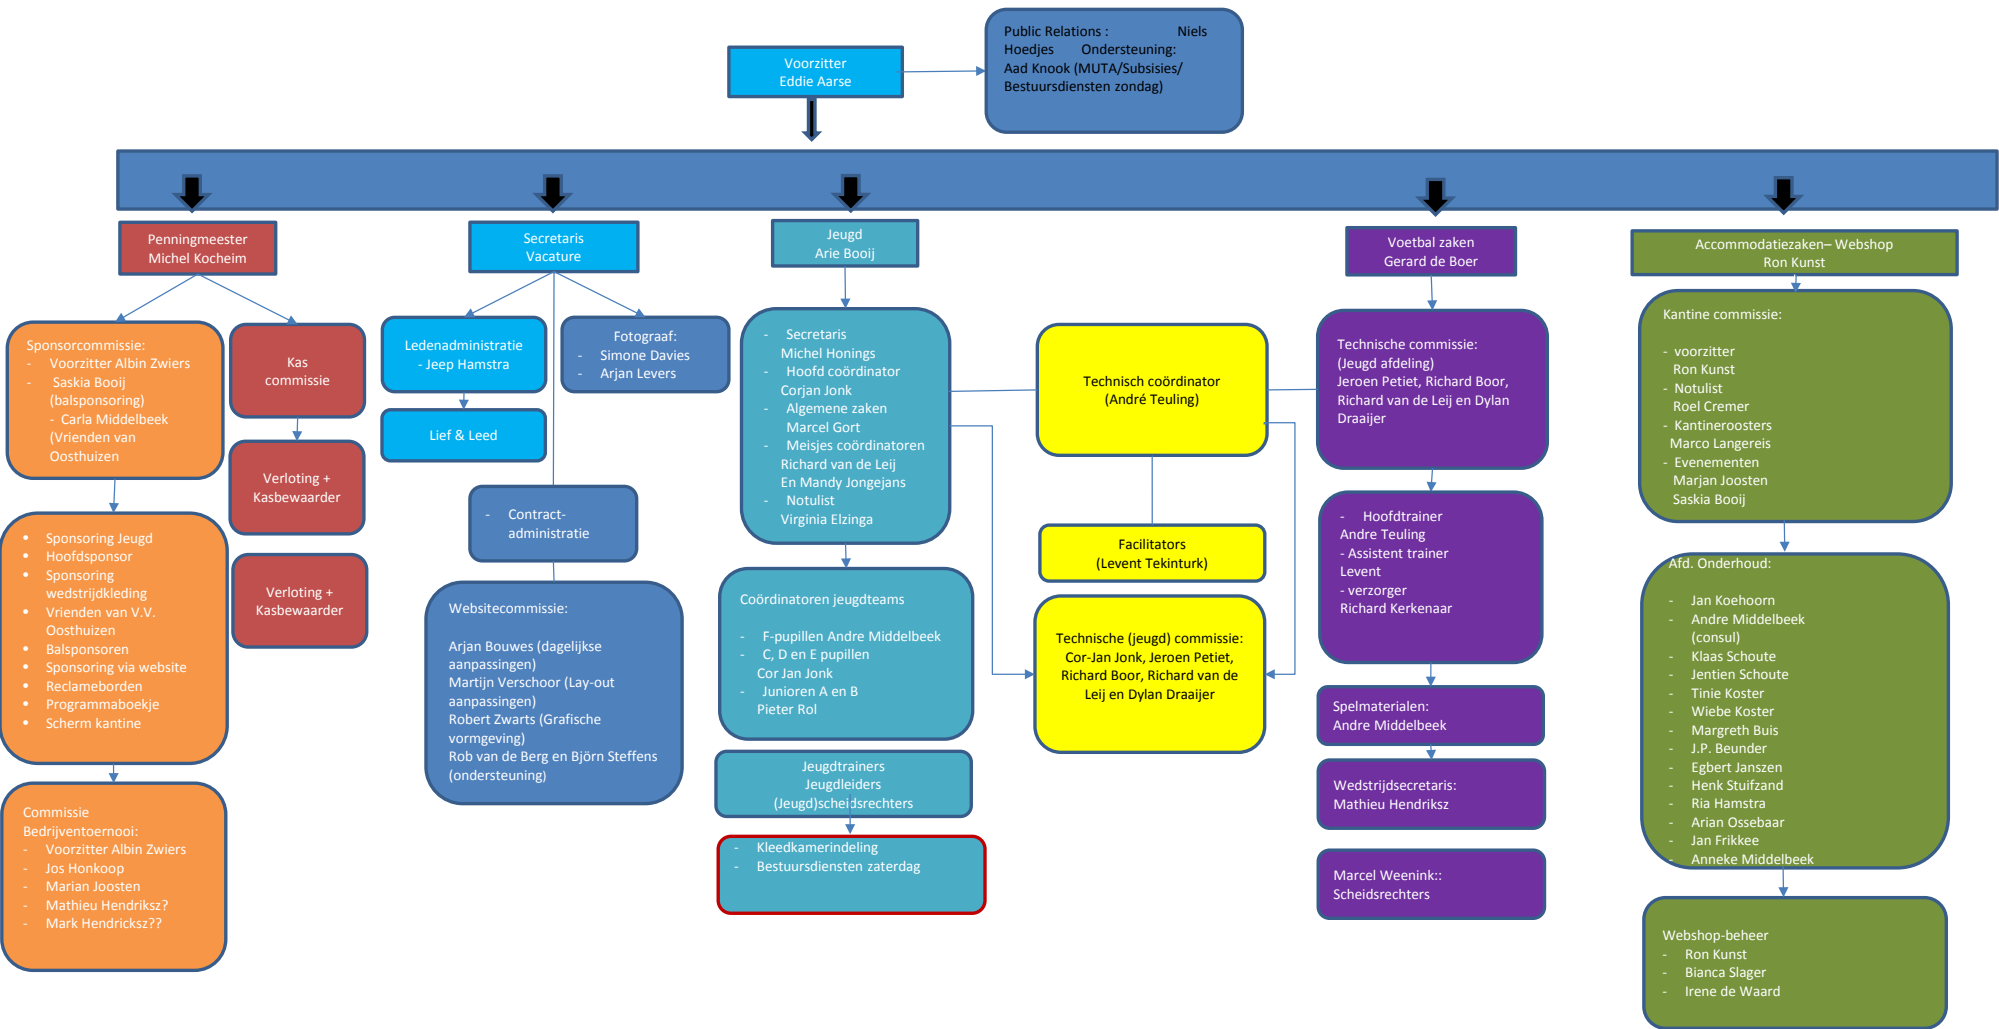 Public Relations : Niels
Hoedjes Ondersteuning:
Aad Knook (MUTA/Subsisies/
Bestuursdiensten zondag)
Voorzitter
Eddie Aarse
Penningmeester
Michel Kocheim
Secretaris
Vacature
Jeugd
Arie Booij
Voetbal zaken
Gerard de Boer
Accommodatiezaken– Webshop
Ron Kunst
Sponsorcommissie:
- Voorzitter Albin Zwiers
- Saskia Booij
(balsponsoring)
- Carla Middelbeek
(Vrienden van
Oosthuizen
Kas
commissie
Verloting +
Kasbewaarder
Verloting +
Kasbewaarder
• Sponsoring Jeugd
• Hoofdsponsor
• Sponsoring
wedstrijdkleding
• Vrienden van V.V.
Oosthuizen
• Balsponsoren
• Sponsoring via website
• Reclameborden
• Programmaboekje
• Scherm kantine
Commissie
Bedrijventoernooi:
- Voorzitter Albin Zwiers
- Jos Honkoop
- Marian Joosten
- Mathieu Hendriksz?
- Mark Hendricksz??
Ledenadministratie
- Jeep Hamstra
Lief & Leed
Fotograaf:
- Simone Davies
- Arjan Levers
- Contract-
administratie
Websitecommissie:
Arjan Bouwes (dagelijkse
aanpassingen)
Martijn Verschoor (Lay-out
aanpassingen)
Robert Zwarts (Grafische
vormgeving)
Rob van de Berg en Björn Steffens
(ondersteuning)
- Secretaris
Michel Honings
- Hoofd coördinator
Corjan Jonk
- Algemene zaken
Marcel Gort
- Meisjes coördinatoren
Richard van de Leij
En Mandy Jongejans
- Notulist
Virginia Elzinga
Coördinatoren jeugdteams
- F-pupillen Andre Middelbeek
- C, D en E pupillen
Cor Jan Jonk
- Junioren A en B
Pieter Rol
Jeugdtrainers
Jeugdleiders
(Jeugd)scheidsrechters
- Kleedkamerindeling
- Bestuursdiensten zaterdag
Technisch coördinator
(André Teuling)
Facilitators
(Levent Tekinturk)
Technische (jeugd) commissie:
Cor-Jan Jonk, Jeroen Petiet,
Richard Boor, Richard van de
Leij en Dylan Draaijer
Technische commissie:
(Jeugd afdeling)
Jeroen Petiet, Richard Boor,
Richard van de Leij en Dylan
Draaijer
- Hoofdtrainer
Andre Teuling
- Assistent trainer
Levent
- verzorger
Richard Kerkenaar
Spelmaterialen:
Andre Middelbeek
Wedstrijdsecretaris:
Mathieu Hendriksz
Marcel Weenink::
Scheidsrechters
Kantine commissie:
- voorzitter
Ron Kunst
- Notulist
Roel Cremer
- Kantineroosters
Marco Langereis
- Evenementen
Marjan Joosten
Saskia Booij
Afd. Onderhoud:
- Jan Koehoorn
- Andre Middelbeek
(consul)
- Klaas Schoute
- Jentien Schoute
- Tinie Koster
- Wiebe Koster
- Margreth Buis
- J.P. Beunder
- Egbert Janszen
- Henk Stuifzand
- Ria Hamstra
- Arian Ossebaar
- Jan Frikkee
- Anneke Middelbeek
Webshop-beheer
- Ron Kunst
- Bianca Slager
- Irene de Waard